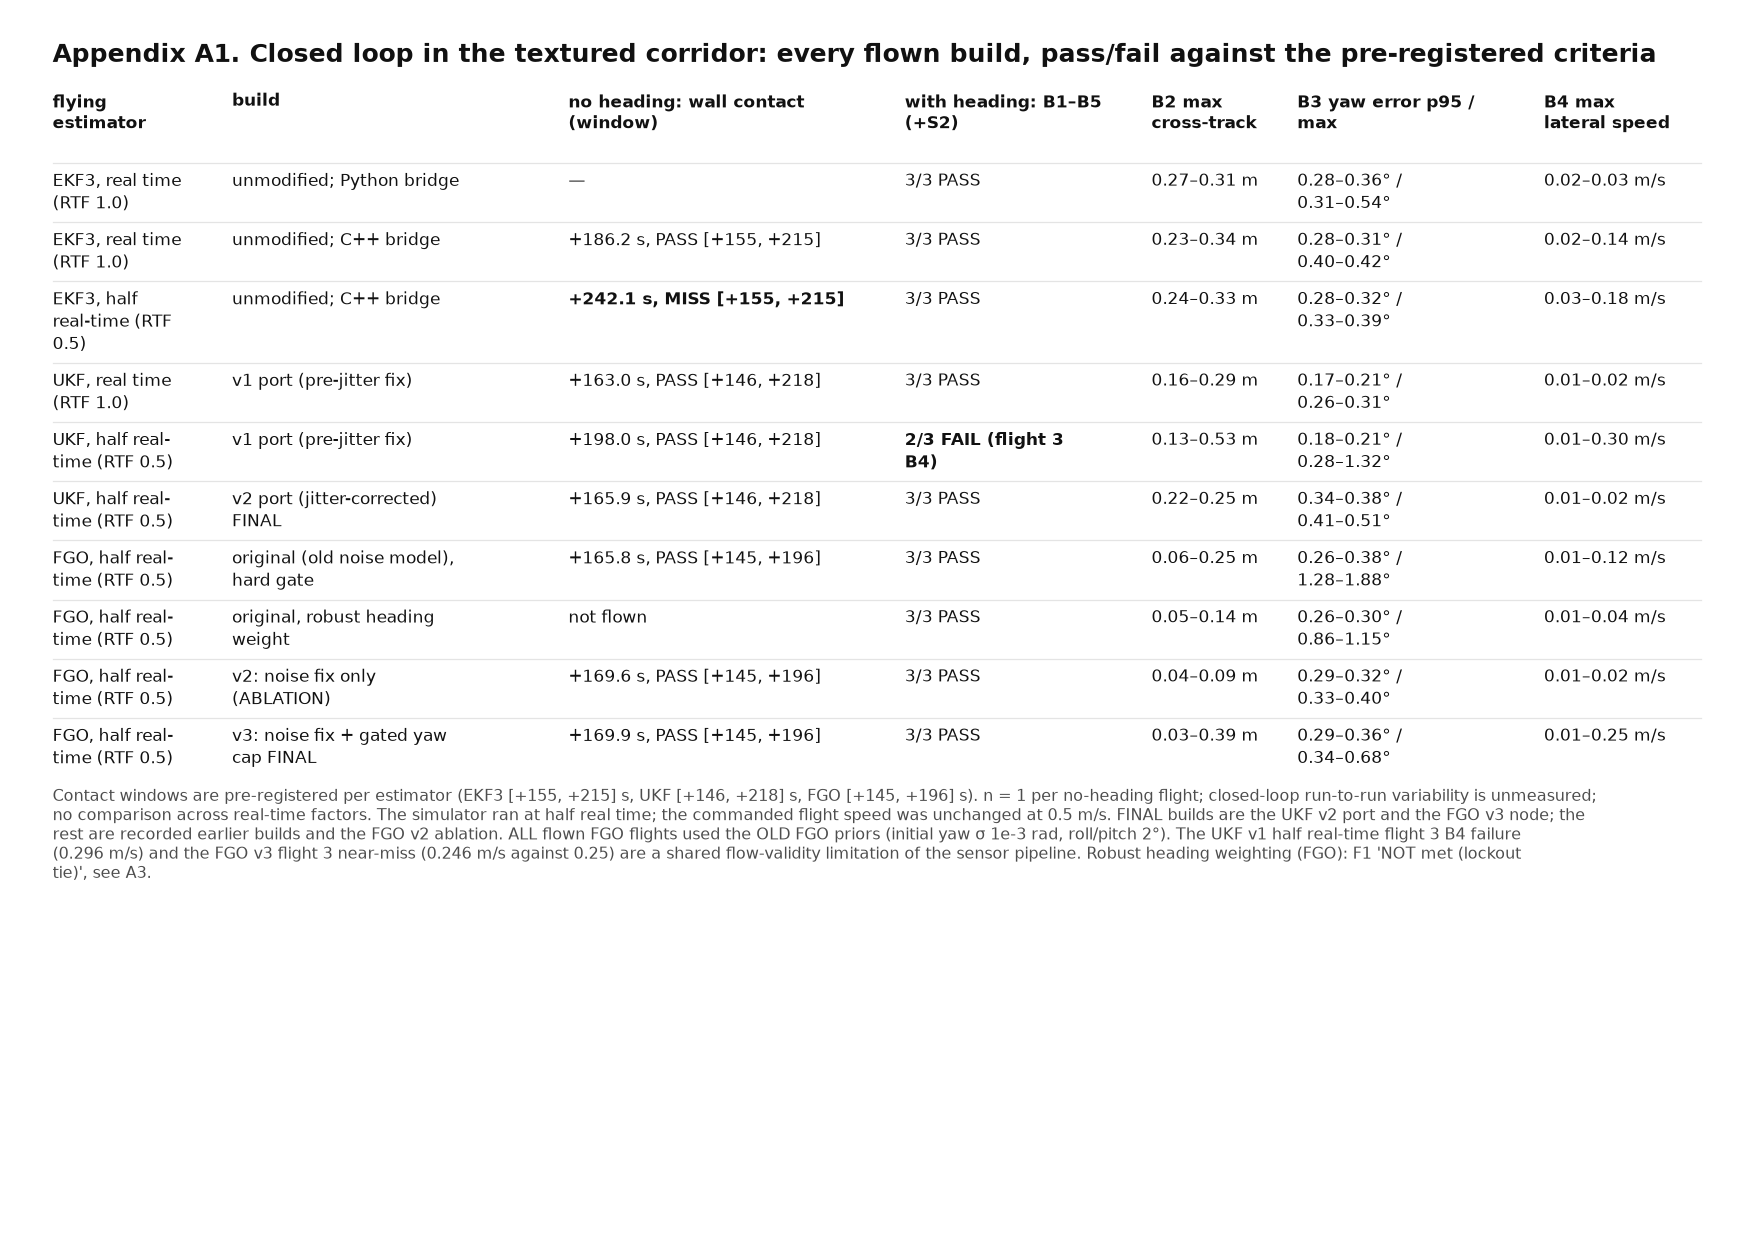 Appendix A1. Closed loop in the textured corridor: every flown build, pass/fail against the pre-registered criteria
flying estimator | build | no heading: wall contact (window) | with heading: B1–B5 (+S2) | B2 max cross-track | B3 yaw error p95 / max | B4 max lateral speed
EKF3, real time (RTF 1.0) | unmodified; Python bridge | — | 3/3 PASS | 0.27–0.31 m | 0.28–0.36° / 0.31–0.54° | 0.02–0.03 m/s
EKF3, real time (RTF 1.0) | unmodified; C++ bridge | +186.2 s, PASS [+155, +215] | 3/3 PASS | 0.23–0.34 m | 0.28–0.31° / 0.40–0.42° | 0.02–0.14 m/s
EKF3, half real-time (RTF 0.5) | unmodified; C++ bridge | +242.1 s, MISS [+155, +215] | 3/3 PASS | 0.24–0.33 m | 0.28–0.32° / 0.33–0.39° | 0.03–0.18 m/s
UKF, real time (RTF 1.0) | v1 port (pre-jitter fix) | +163.0 s, PASS [+146, +218] | 3/3 PASS | 0.16–0.29 m | 0.17–0.21° / 0.26–0.31° | 0.01–0.02 m/s
UKF, half real-time (RTF 0.5) | v1 port (pre-jitter fix) | +198.0 s, PASS [+146, +218] | 2/3 FAIL (flight 3 B4) | 0.13–0.53 m | 0.18–0.21° / 0.28–1.32° | 0.01–0.30 m/s
UKF, half real-time (RTF 0.5) | v2 port (jitter-corrected) FINAL | +165.9 s, PASS [+146, +218] | 3/3 PASS | 0.22–0.25 m | 0.34–0.38° / 0.41–0.51° | 0.01–0.02 m/s
FGO, half real-time (RTF 0.5) | original (old noise model), hard gate | +165.8 s, PASS [+145, +196] | 3/3 PASS | 0.06–0.25 m | 0.26–0.38° / 1.28–1.88° | 0.01–0.12 m/s
FGO, half real-time (RTF 0.5) | original, robust heading weight | not flown | 3/3 PASS | 0.05–0.14 m | 0.26–0.30° / 0.86–1.15° | 0.01–0.04 m/s
FGO, half real-time (RTF 0.5) | v2: noise fix only (ABLATION) | +169.6 s, PASS [+145, +196] | 3/3 PASS | 0.04–0.09 m | 0.29–0.32° / 0.33–0.40° | 0.01–0.02 m/s
FGO, half real-time (RTF 0.5) | v3: noise fix + gated yaw cap FINAL | +169.9 s, PASS [+145, +196] | 3/3 PASS | 0.03–0.39 m | 0.29–0.36° / 0.34–0.68° | 0.01–0.25 m/s
Contact windows are pre-registered per estimator (EKF3 [+155, +215] s, UKF [+146, +218] s, FGO [+145, +196] s). n = 1 per no-heading flight; closed-loop run-to-run variability is unmeasured;
no comparison across real-time factors. The simulator ran at half real time; the commanded flight speed was unchanged at 0.5 m/s. FINAL builds are the UKF v2 port and the FGO v3 node; the
rest are recorded earlier builds and the FGO v2 ablation. ALL flown FGO flights used the OLD FGO priors (initial yaw σ 1e-3 rad, roll/pitch 2°). The UKF v1 half real-time flight 3 B4 failure
(0.296 m/s) and the FGO v3 flight 3 near-miss (0.246 m/s against 0.25) are a shared flow-validity limitation of the sensor pipeline. Robust heading weighting (FGO): F1 'NOT met (lockout
tie)', see A3.